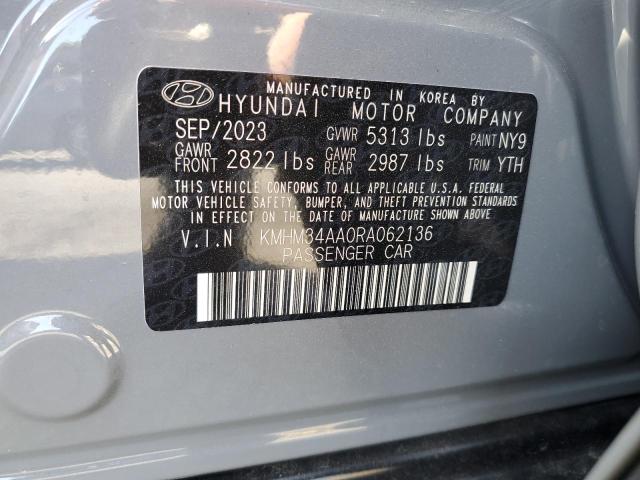 MANUFACTURED IN KOREA BY
HYUNDAI MOTOR COMPANY
SEP/2023 GVWR 5313 lbs PAINT NY9
GAWR FRONT 2822 lbs GAWR REAR 2987 lbs TRIM YTH
THIS VEHICLE CONFORMS TO ALL APPLICABLE U.S.A. FEDERAL
MOTOR VEHICLE SAFETY, BUMPER, AND THEFT PREVENTION STANDARDS
IN EFFECT ON THE DATE OF MANUFACTURE SHOWN ABOVE.
V.I.N KMHM34AA0RA062136
PASSENGER CAR